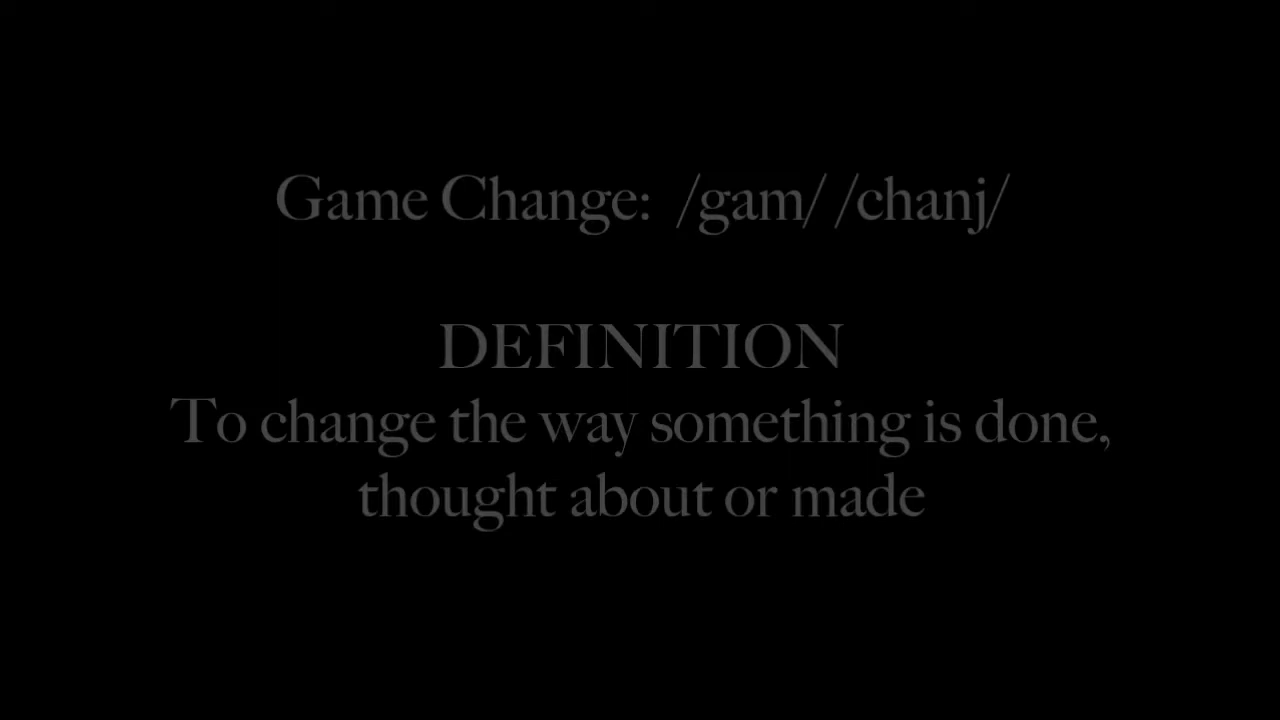 Game Change: /gam/ /chanj/
DEFINITION
To change the way something is done,
thought about or made